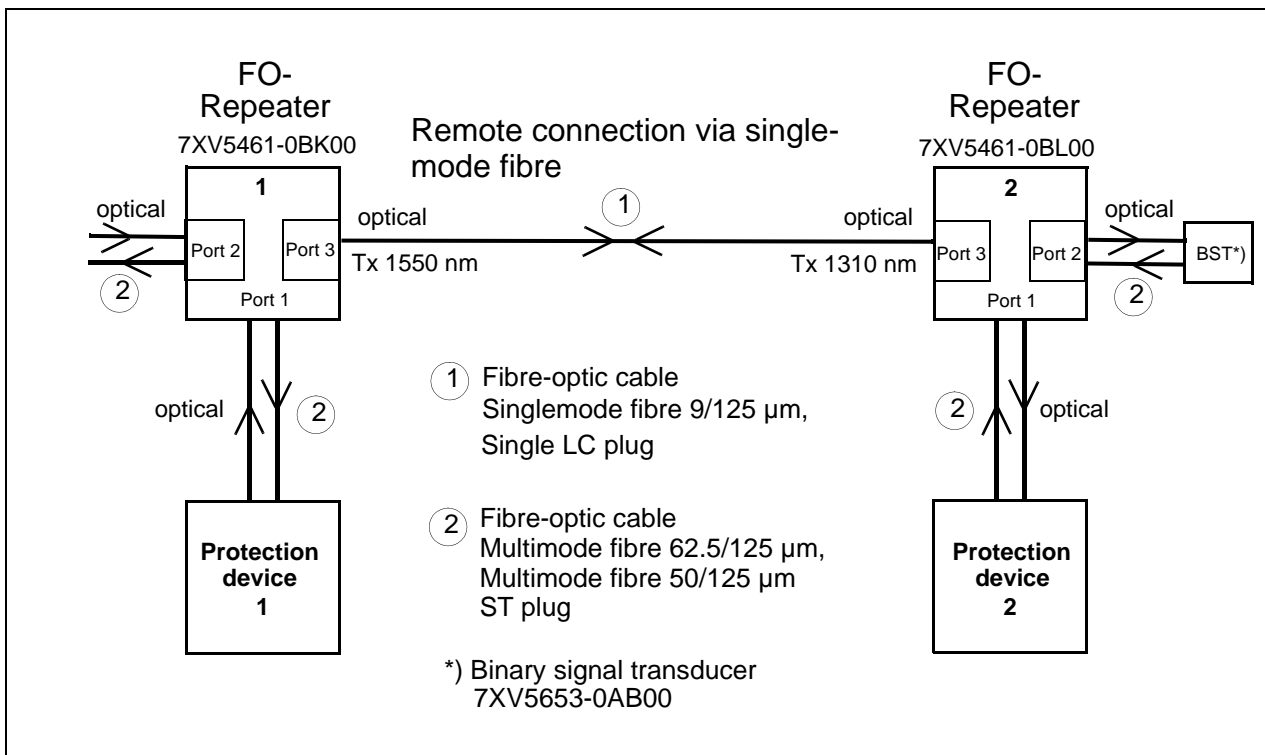 FO-
Repeater
7XV5461-0BK00
FO-
Repeater
7XV5461-0BL00
Remote connection via single-
mode fibre
1
2
optical
Port 2
Port 3
Port 1
optical
Tx 1550 nm
1
optical
Tx 1310 nm
Port 3
Port 2
Port 1
optical
BST*)
2
2
optical
2
2
optical
1
Fibre-optic cable
Singlemode fibre 9/125 µm,
Single LC plug
2
Fibre-optic cable
Multimode fibre 62.5/125 µm,
Multimode fibre 50/125 µm
ST plug
Protection
device
1
Protection
device
2
*) Binary signal transducer
7XV5653-0AB00